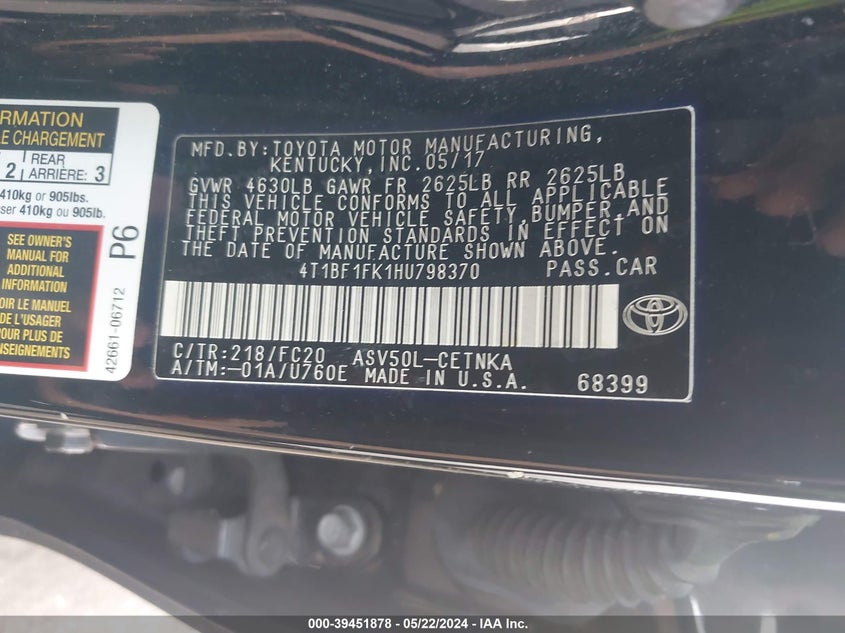 ORMATION
LE CHARGEMENT
2 REAR ARRIÈRE: 3
410kg or 905lbs.
ser 410kg ou 905lb.
SEE OWNER'S
MANUAL FOR
ADDITIONAL
INFORMATION
OIR LE MANUEL
DE L'USAGER
POUR PLUS D
NSEIGNEMENTS
P6
42661-06712
MFD.BY:TOYOTA MOTOR MANUFACTURING,
KENTUCKY,INC.05/17
GVWR 4630LB GAWR FR 2625LB RR 2625LB
THIS VEHICLE CONFORMS TO ALL APPLICABLE
FEDERAL MOTOR VEHICLE SAFETY,BUMPER,AND
THEFT PREVENTION STANDARDS IN EFFECT ON
THE DATE OF MANUFACTURE SHOWN ABOVE.
4T1BF1FK1HU798370 PASS.CAR
C/TR:218/FC20 ASV50L-CETNKA
A/TM:-01A/U760E MADE IN U.S.A. 68399
000-39451878 / 05/22/2024 - IAA Inc.